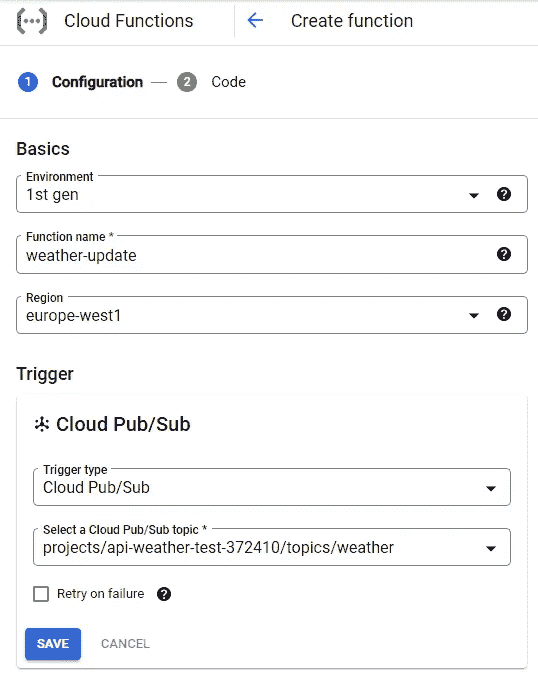 Cloud Functions Create function
1 Configuration — 2 Code
Basics
Environment
1st gen
Function name *
weather-update
Region
europe-west1
Trigger
Cloud Pub/Sub
Trigger type
Cloud Pub/Sub
Select a Cloud Pub/Sub topic *
projects/api-weather-test-372410/topics/weather
Retry on failure
SAVE CANCEL